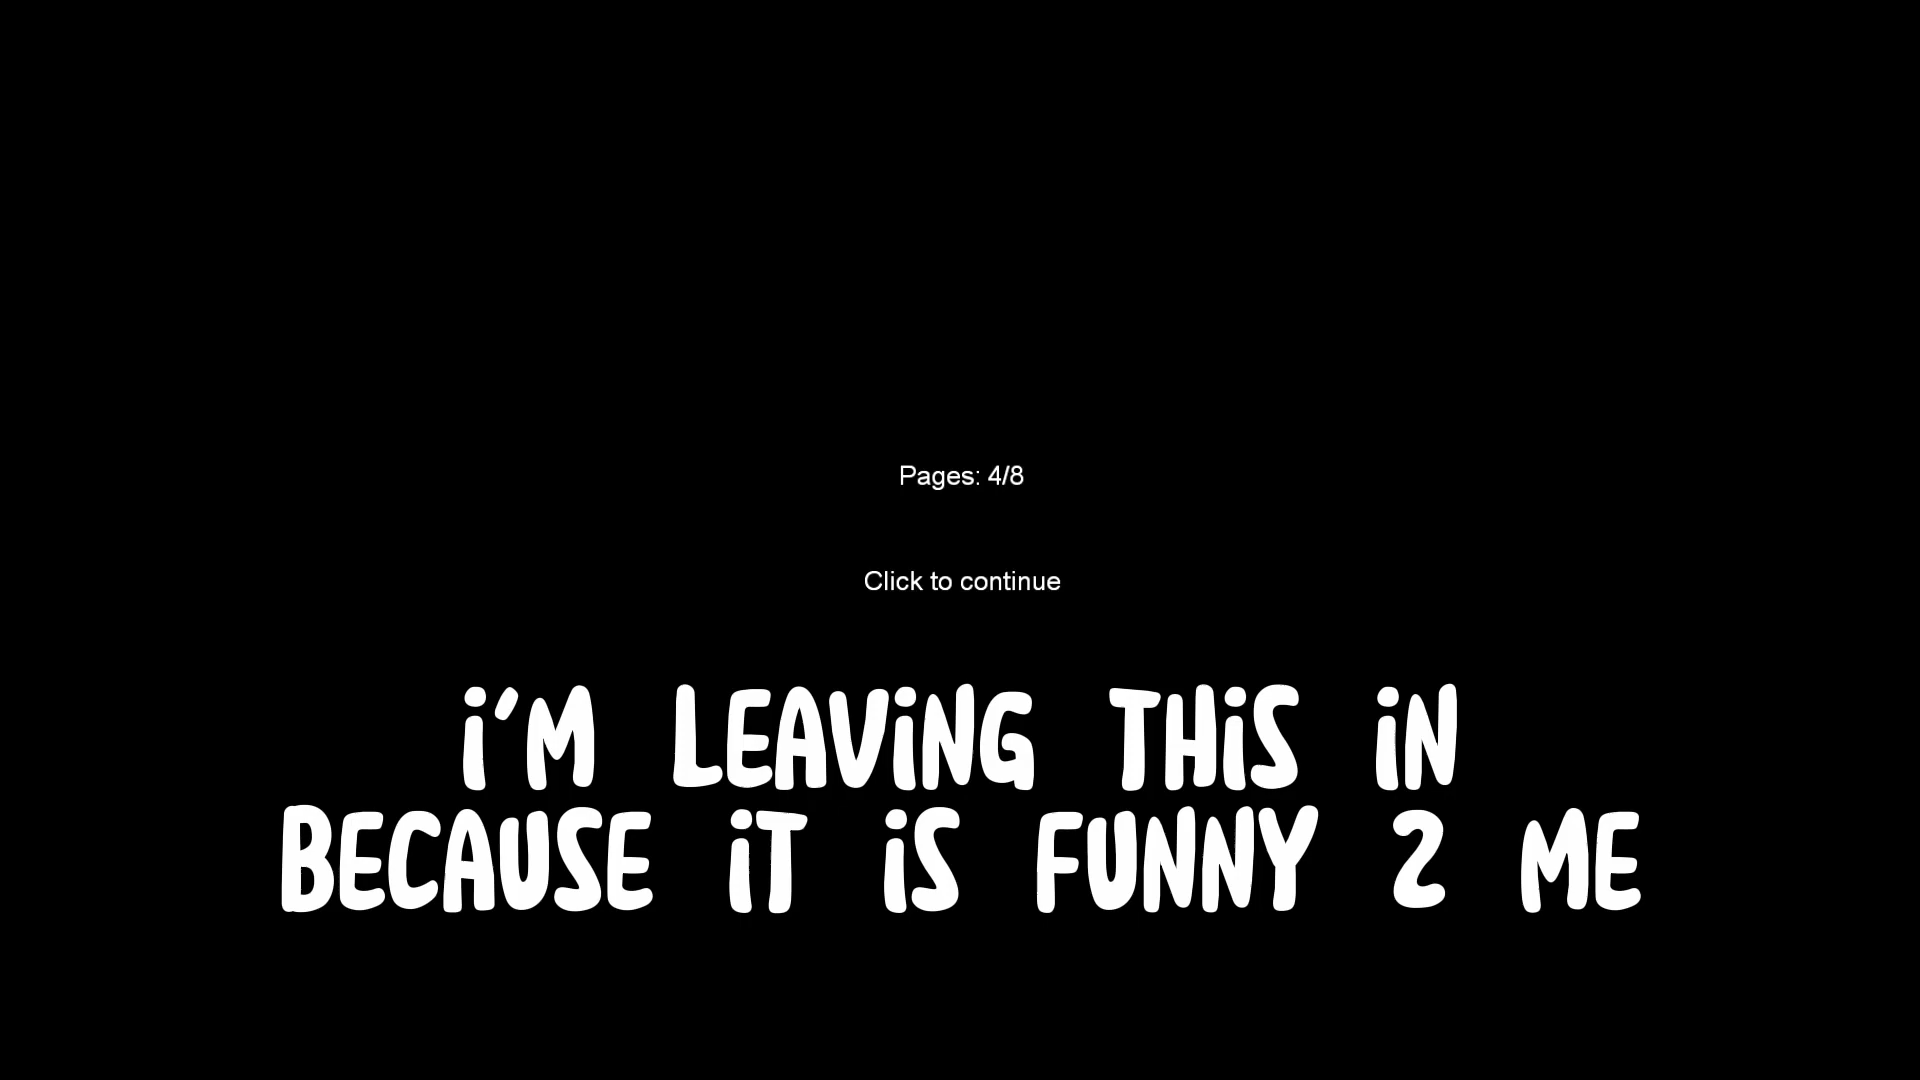 Pages: 4/8
Click to continue
i'M LEAViNG THiS iN
BECAUSE iT iS FUNNY 2 ME